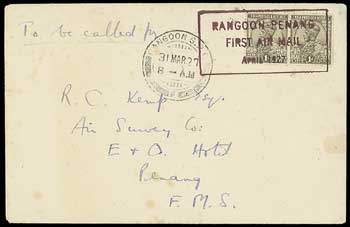 To be called for
RANGOON
31 MAR. 27
8 - A.M
RANGOON-PENANG
FIRST AIR MAIL
APRIL 1927
R. C. Kemp Esq.
Air Survey Co:
E & O Hotel
Penang
F. M. S.